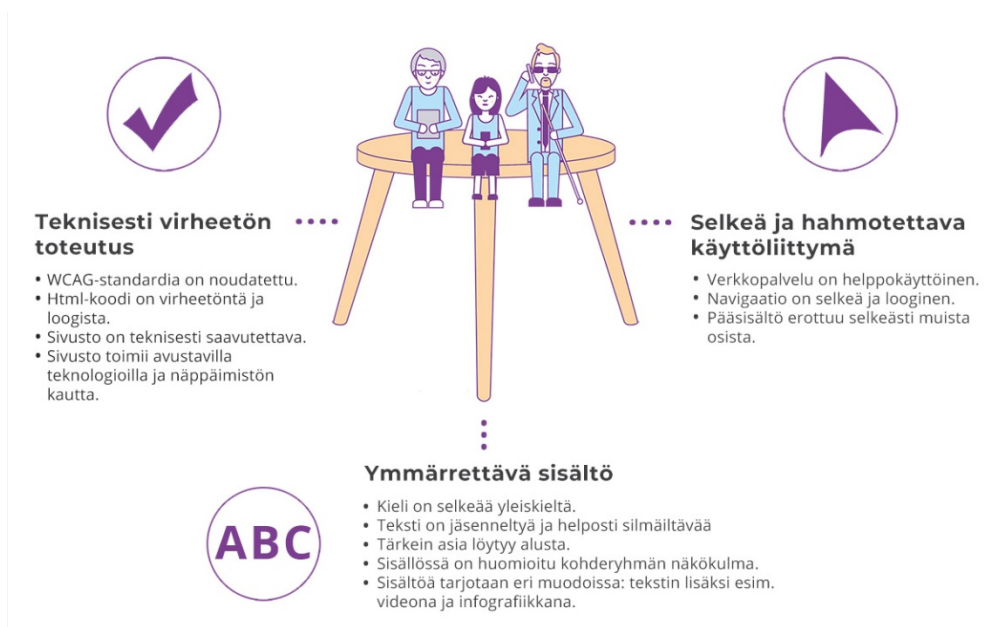 Teknisesti virheetön
toteutus
• WCAG-standardia on noudatettu.
• Html-koodi on virheetöntä ja
loogista.
• Sivusto on teknisesti saavutettava.
• Sivusto toimii avustavilla
teknologioilla ja näppäimistön
kautta.
Selkeä ja hahmotettava
käyttöliittymä
• Verkkopalvelu on helppokäyttöinen.
• Navigaatio on selkeä ja looginen.
• Pääsisältö erottuu selkeästi muista
osista.
ABC
Ymmärrettävä sisältö
• Kieli on selkeää yleiskieltä.
• Teksti on jäsenneltyä ja helposti silmäiltävää
• Tärkein asia löytyy alusta.
• Sisällössä on huomioitu kohderyhmän näkökulma.
• Sisältöä tarjotaan eri muodoissa: tekstin lisäksi esim.
videona ja infografiikkana.